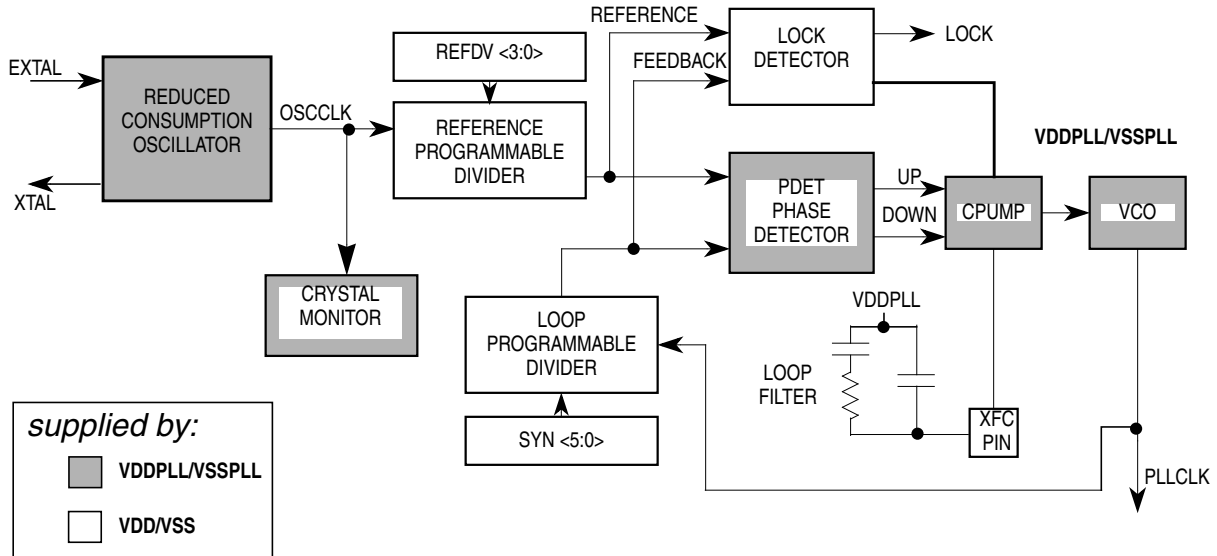 REFERENCE
FEEDBACK
LOCK
DETECTOR
LOCK
REFDV <3:0>
EXTAL
REDUCED
CONSUMPTION
OSCILLATOR
XTAL
OSCCLK
REFERENCE
PROGRAMMABLE
DIVIDER
VDDPLL/VSSPLL
PDET
PHASE
DETECTOR
UP
DOWN
CPUMP
VCO
CRYSTAL
MONITOR
LOOP
PROGRAMMABLE
DIVIDER
SYN <5:0>
VDDPLL
LOOP
FILTER
XFC
PIN
PLLCLK
supplied by:
VDDPLL/VSSPLL
VDD/VSS